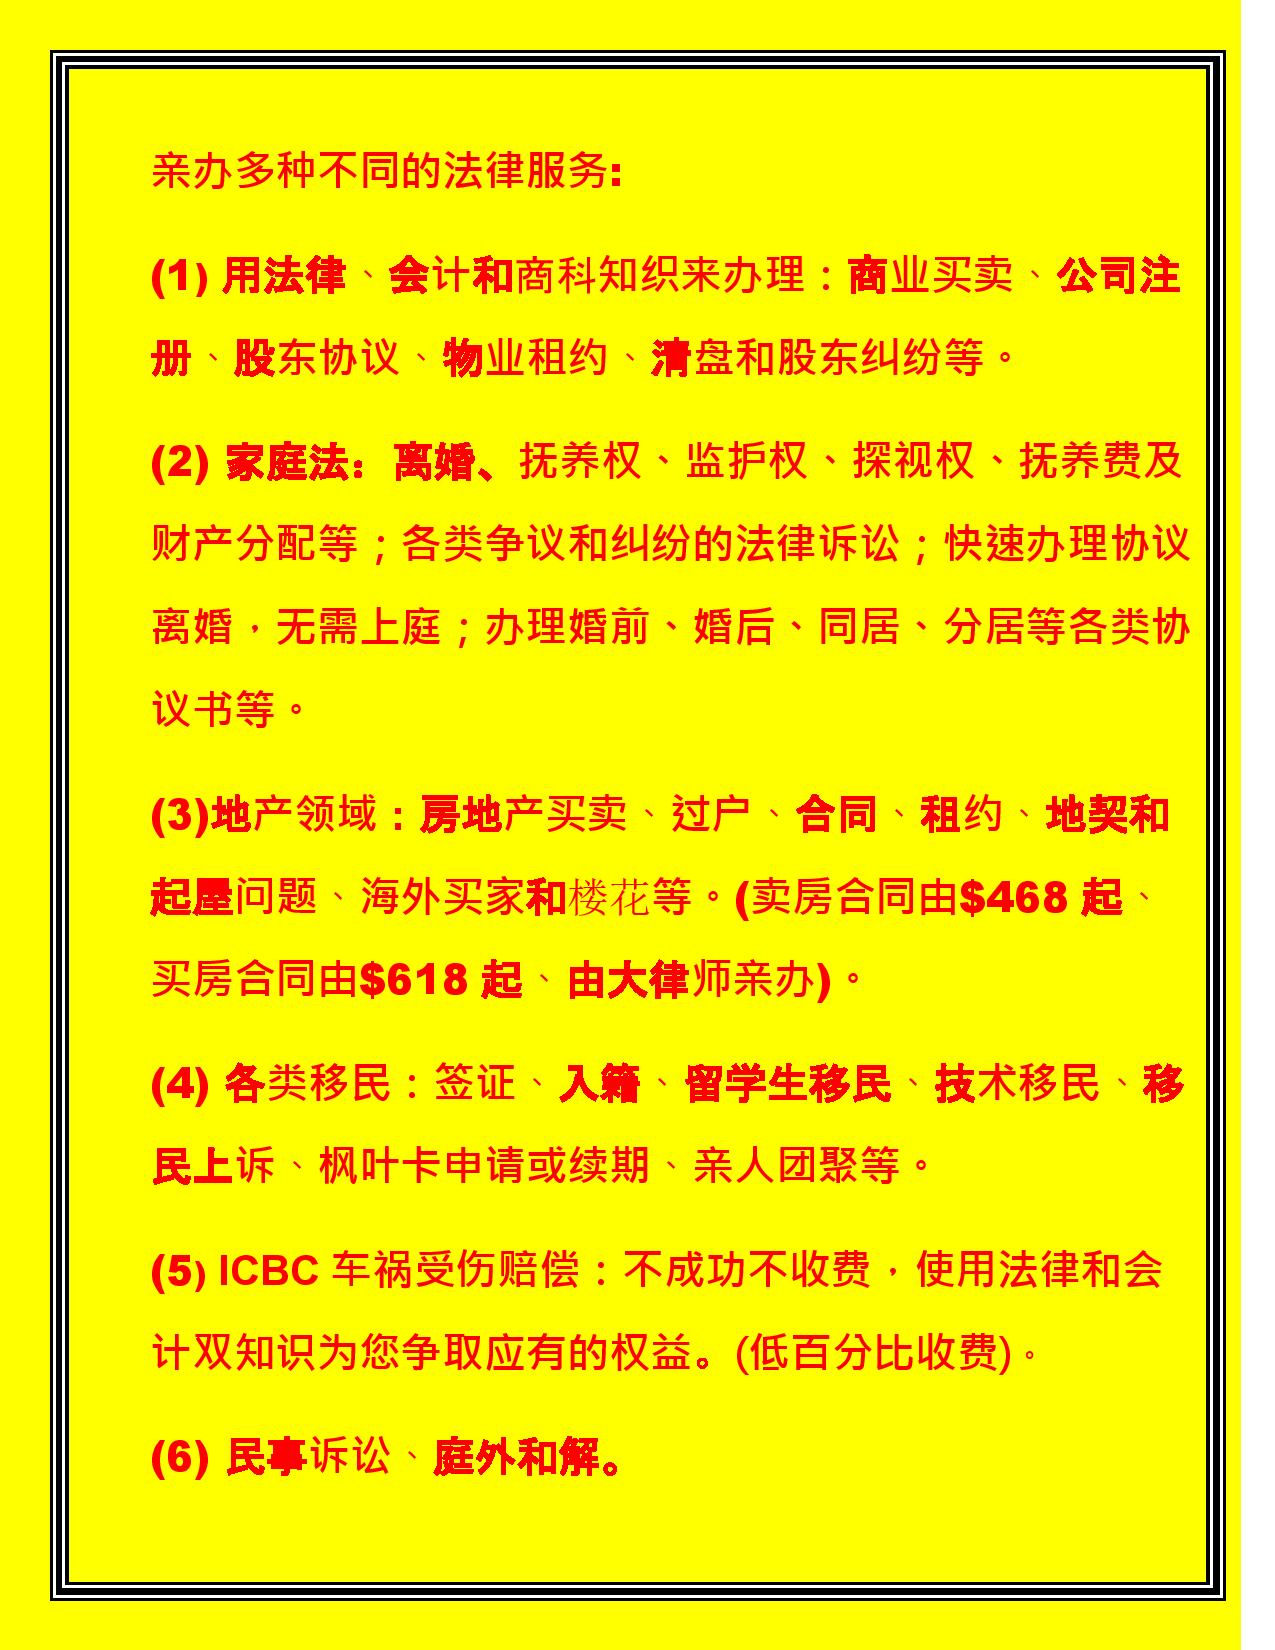 亲办多种不同的法律服务:
(1) 用法律、会计和商科知织来办理：商业买卖、公司注
册、股东协议、物业租约、清盘和股东纠纷等。
(2) 家庭法：离婚、抚养权、监护权、探视权、抚养费及
财产分配等；各类争议和纠纷的法律诉讼；快速办理协议
离婚，无需上庭；办理婚前、婚后、同居、分居等各类协
议书等。
(3)地产领域：房地产买卖、过户、合同、租约、地契和
起屋问题、海外买家和楼花等。(卖房合同由$468 起、
买房合同由$618 起、由大律师亲办)。
(4) 各类移民：签证、入籍、留学生移民、技术移民、移
民上诉、枫叶卡申请或续期、亲人团聚等。
(5) ICBC 车祸受伤赔偿：不成功不收费，使用法律和会
计双知识为您争取应有的权益。(低百分比收费)。
(6) 民事诉讼、庭外和解。